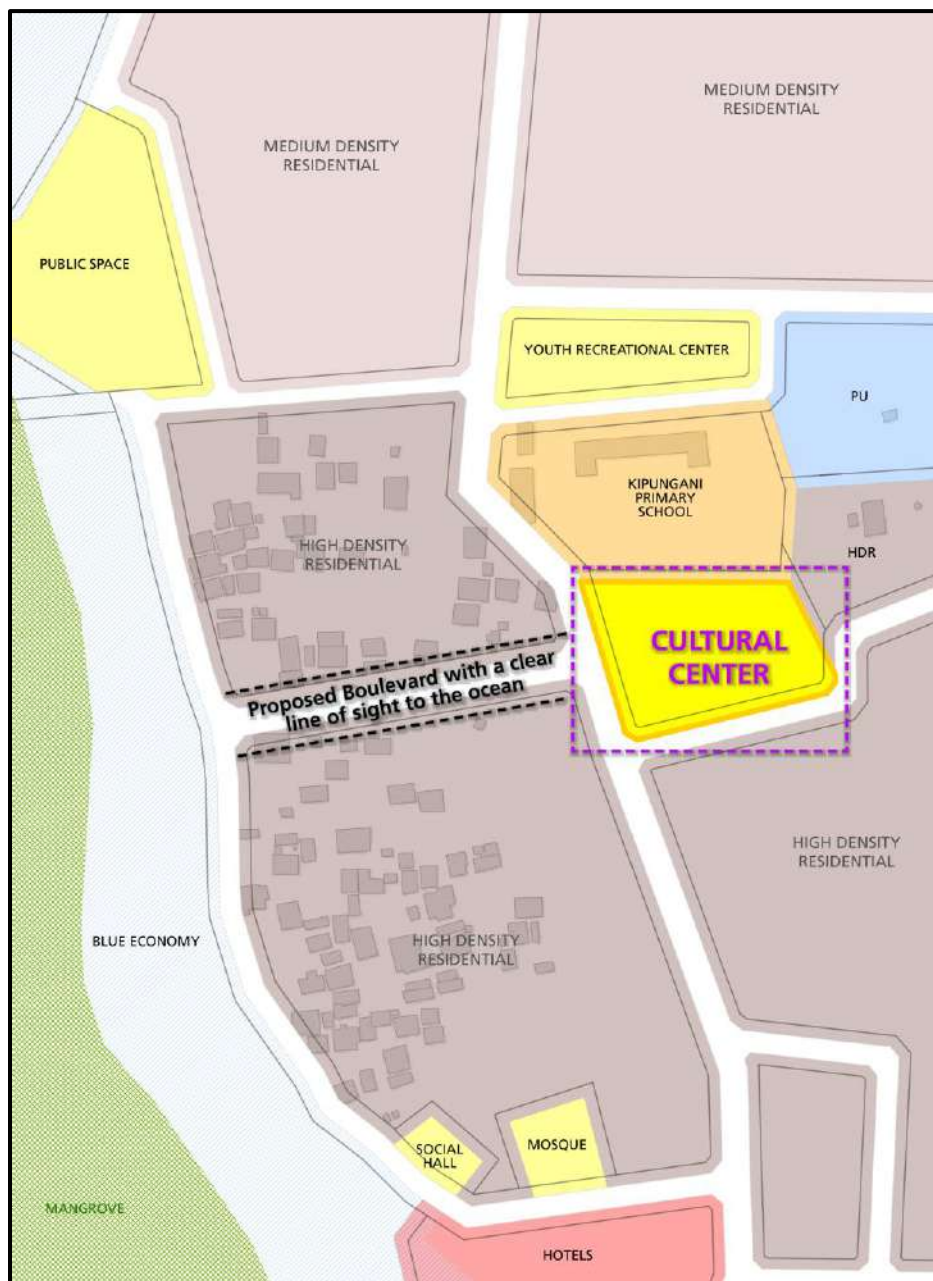 MEDIUM DENSITY
RESIDENTIAL
MEDIUM DENSITY
RESIDENTIAL
PUBLIC SPACE
YOUTH RECREATIONAL CENTER
PU
KIPUNGANI
PRIMARY
SCHOOL
HIGH DENSITY
RESIDENTIAL
HDR
CULTURAL
CENTER
Proposed Boulevard with a clear
line of sight to the ocean
HIGH DENSITY
RESIDENTIAL
BLUE ECONOMY
HIGH DENSITY
RESIDENTIAL
SOCIAL
HALL
MOSQUE
MANGROVE
HOTELS